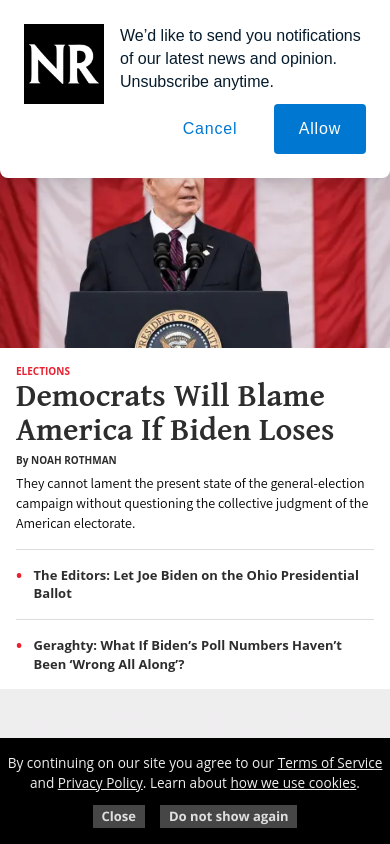 NR
We’d like to send you notifications
of our latest news and opinion.
Unsubscribe anytime.
Cancel
Allow
ELECTIONS
Democrats Will Blame
America If Biden Loses
By NOAH ROTHMAN
They cannot lament the present state of the general-election
campaign without questioning the collective judgment of the
American electorate.
• The Editors: Let Joe Biden on the Ohio Presidential
Ballot
• Geraghty: What If Biden’s Poll Numbers Haven’t
Been ‘Wrong All Along’?
By continuing on our site you agree to our Terms of Service
and Privacy Policy. Learn about how we use cookies.
Close
Do not show again